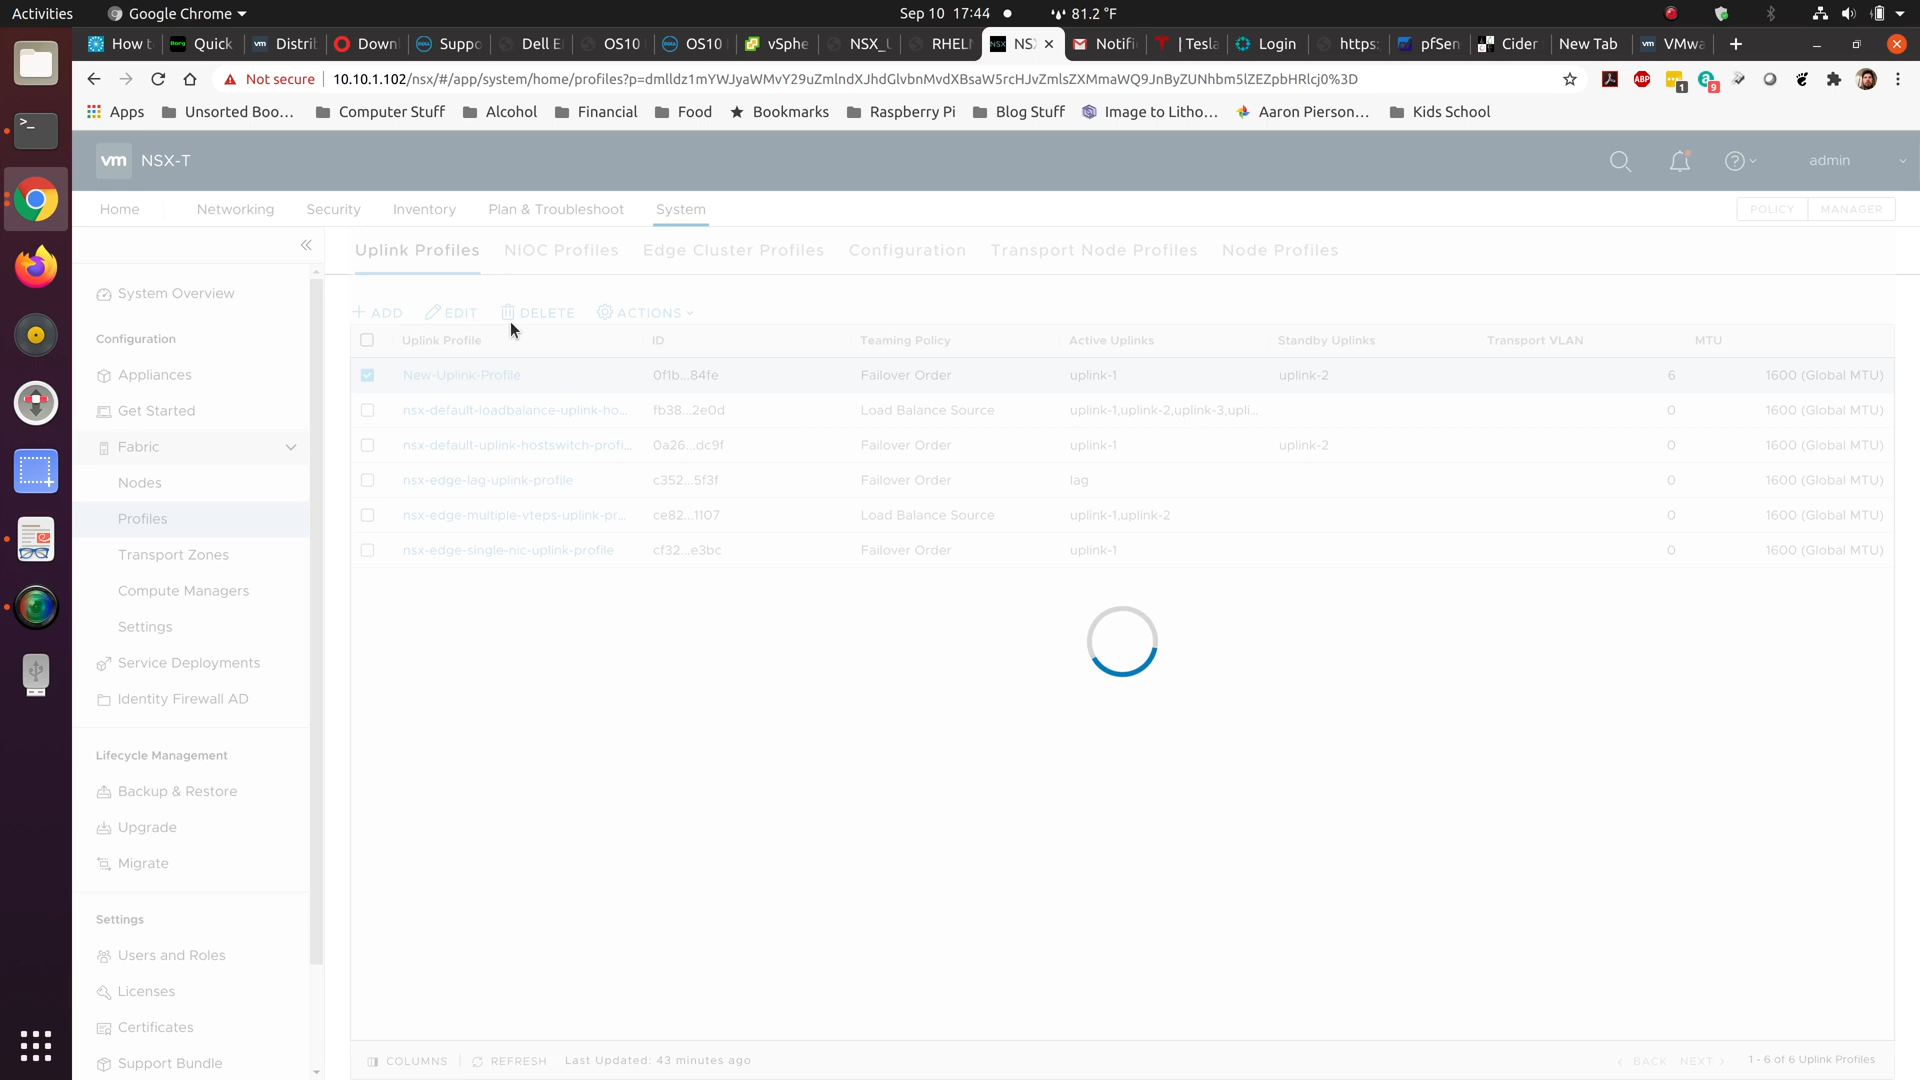 Activities
Google Chrome
Sep 10 17:44
81.2 °F
How t
Quick
Distrib
Down
Suppo
Dell E
OS10
OS10
vSphe
NSX_U
RHEL
NSX
Notifi
| Tesla
Login
https:
pfSen
Cider
New Tab
VMwa
Not secure
10.10.1.102/nsx/#/app/system/home/profiles?p=dmlldz1mYWJyaWMvY29uZmlndXJhdGlvbnMvdXBsaW5rcHJvZmlsZXMmaWQ9JnByZUNhbm5lZEZpbHRlcj0%3D
Apps
Unsorted Boo...
Computer Stuff
Alcohol
Financial
Food
Bookmarks
Raspberry Pi
Blog Stuff
Image to Litho...
Aaron Pierson...
Kids School
vm NSX-T
admin
Home
Networking
Security
Inventory
Plan & Troubleshoot
System
POLICY
MANAGER
Uplink Profiles
NIOC Profiles
Edge Cluster Profiles
Configuration
Transport Node Profiles
Node Profiles
System Overview
Configuration
Appliances
Get Started
Fabric
Nodes
Profiles
Transport Zones
Compute Managers
Settings
Service Deployments
Identity Firewall AD
Lifecycle Management
Backup & Restore
Upgrade
Migrate
Settings
Users and Roles
Licenses
Certificates
Support Bundle
+ ADD
EDIT
DELETE
ACTIONS
Uplink Profile ID Teaming Policy Active Uplinks Standby Uplinks Transport VLAN MTU
New-Uplink-Profile 0f1b...84fe Failover Order uplink-1 uplink-2 6 1600 (Global MTU)
nsx-default-loadbalance-uplink-ho... fb38...2e0d Load Balance Source uplink-1,uplink-2,uplink-3,upli... 0 1600 (Global MTU)
nsx-default-uplink-hostswitch-profi... 0a26...dc9f Failover Order uplink-1 uplink-2 0 1600 (Global MTU)
nsx-edge-lag-uplink-profile c352...5f3f Failover Order lag 0 1600 (Global MTU)
nsx-edge-multiple-vteps-uplink-pr... ce82...1107 Load Balance Source uplink-1,uplink-2 0 1600 (Global MTU)
nsx-edge-single-nic-uplink-profile cf32...e3bc Failover Order uplink-1 0 1600 (Global MTU)
COLUMNS
REFRESH
Last Updated: 43 minutes ago
BACK
NEXT
1 - 6 of 6 Uplink Profiles